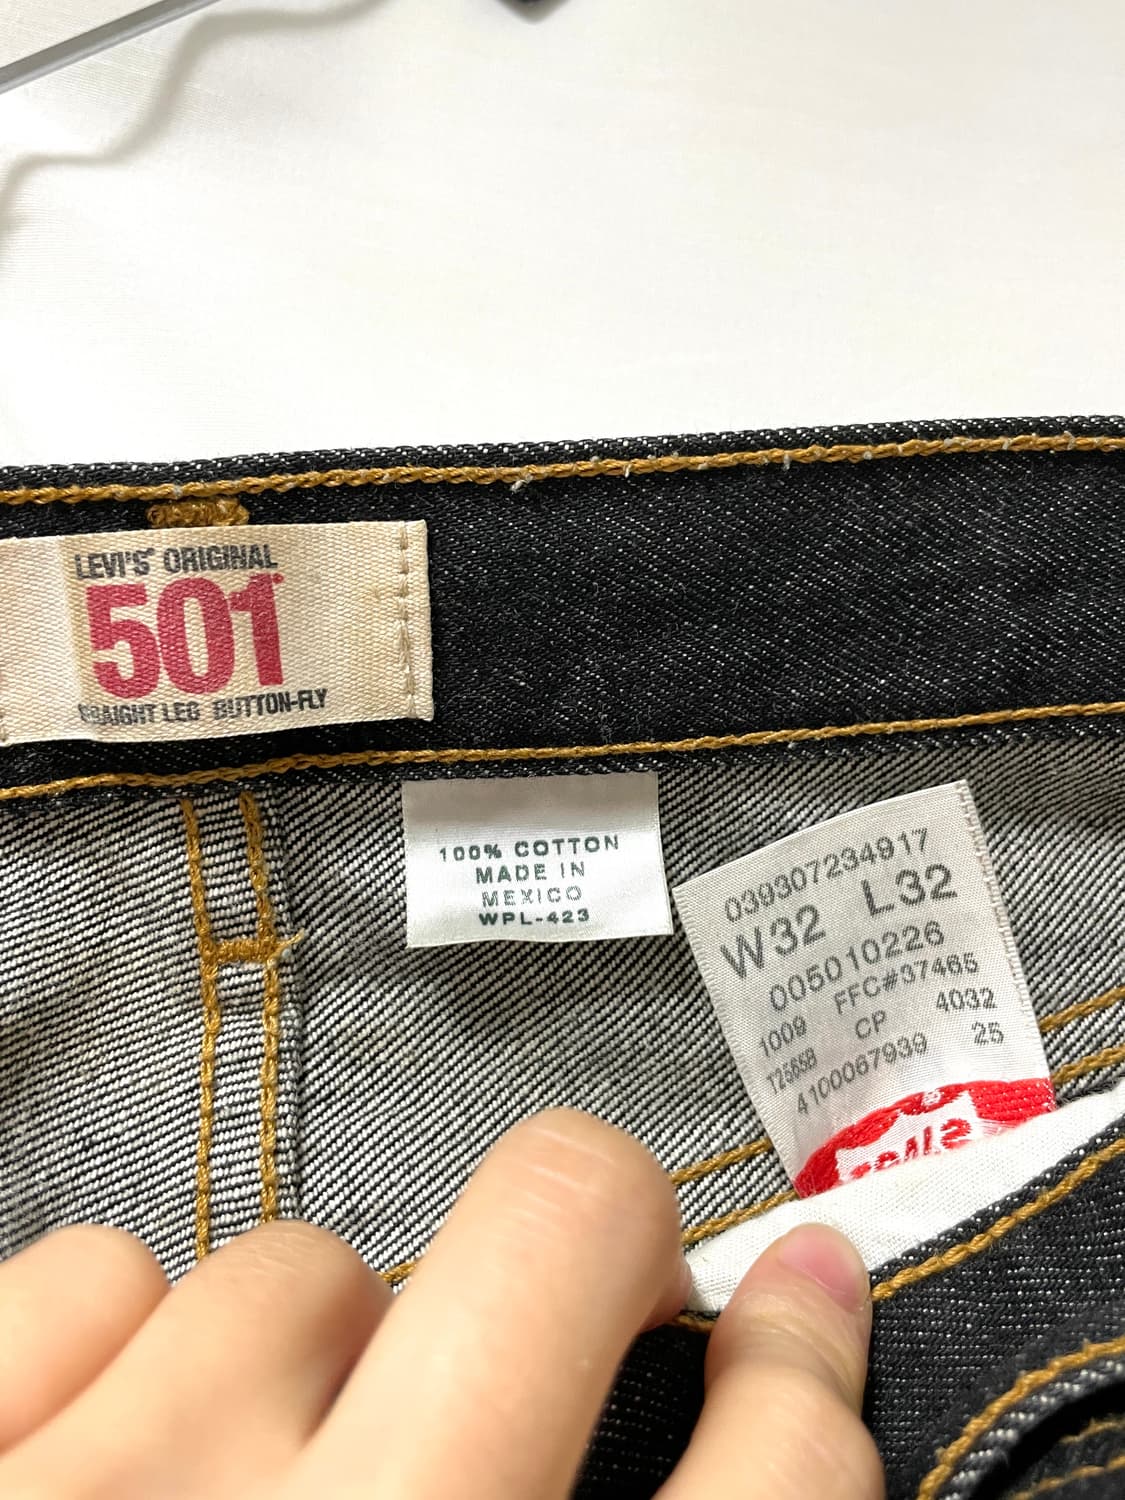 LEVI'S® ORIGINAL
501®
STRAIGHT LEG BUTTON-FLY
100% COTTON
MADE IN
MEXICO
WPL-423
039307234917
W32 L32
005010226
FFC#37465
1009 CP 4032
4100067939 25